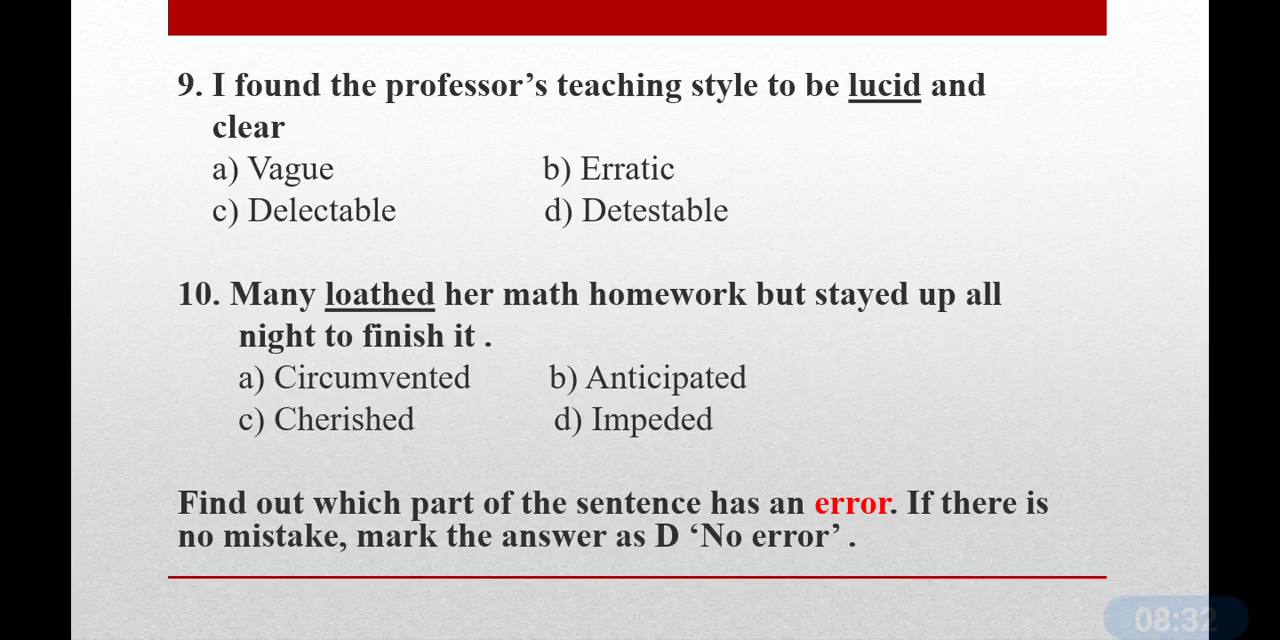 9. I found the professor’s teaching style to be lucid and
clear
a) Vague b) Erratic
c) Delectable d) Detestable
10. Many loathed her math homework but stayed up all
night to finish it .
a) Circumvented b) Anticipated
c) Cherished d) Impeded
Find out which part of the sentence has an error. If there is
no mistake, mark the answer as D ‘No error’ .
08:32